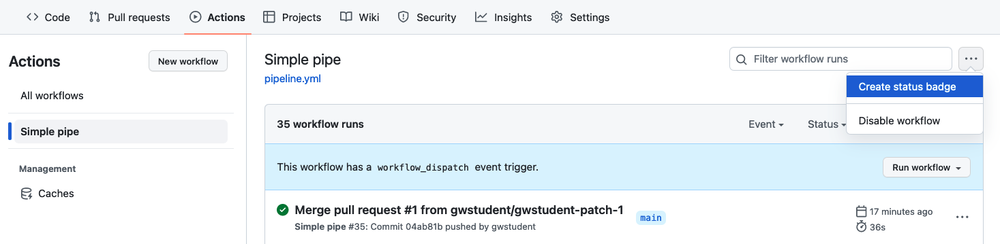 Code Pull requests Actions Projects Wiki Security Insights Settings
Actions
New workflow
All workflows
Simple pipe
Management
Caches
Simple pipe
pipeline.yml
Filter workflow runs
Create status badge
Disable workflow
35 workflow runs
Event
Status
This workflow has a workflow_dispatch event trigger.
Run workflow
Merge pull request #1 from gwstudent/gwstudent-patch-1
Simple pipe #35: Commit 04ab81b pushed by gwstudent
main
17 minutes ago
36s